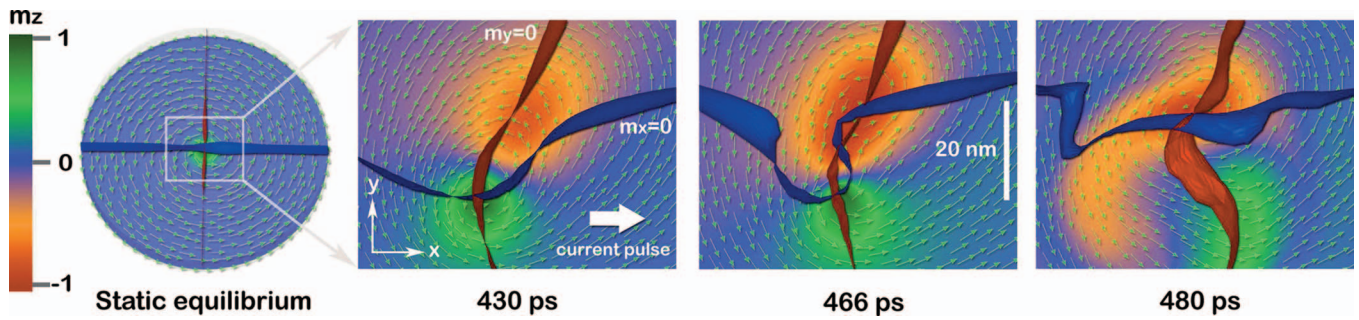 mz
1
0
-1
my=0
mx=0
y
x
current pulse
20 nm
Static equilibrium
430 ps
466 ps
480 ps